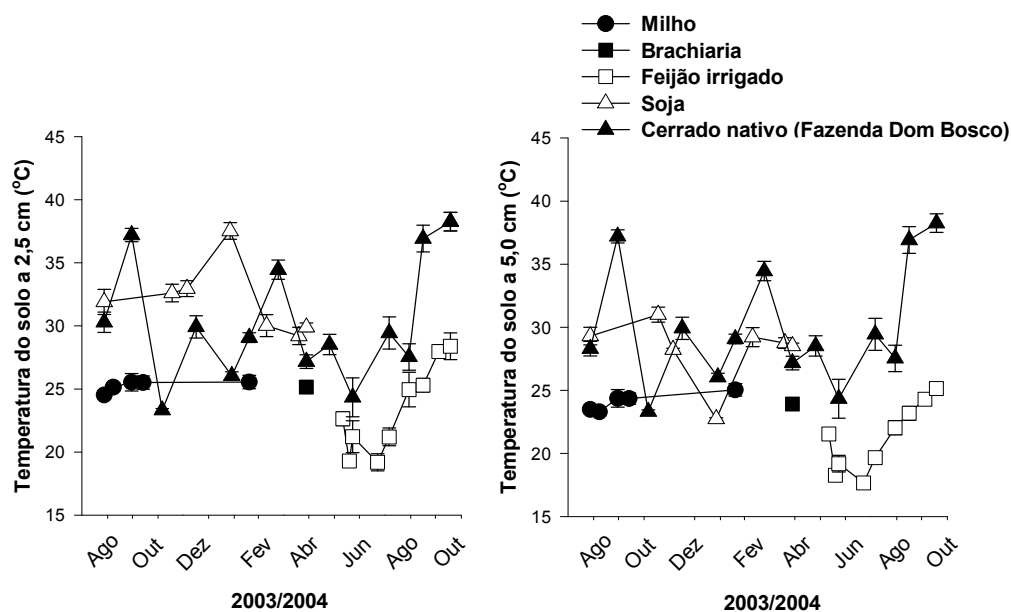 Milho
Brachiaria
Feijão irrigado
Soja
Cerrado nativo (Fazenda Dom Bosco)
Temperatura do solo a 2,5 cm (°C)
45
40
35
30
25
20
15
Ago
Out
Dez
Fev
Abr
Jun
Ago
Out
2003/2004
Temperatura do solo a 5,0 cm (°C)
45
40
35
30
25
20
15
Ago
Out
Dez
Fev
Abr
Jun
Ago
Out
2003/2004